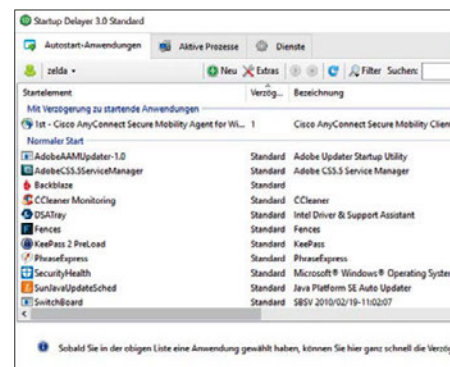 Startup Delayer 3.0 Standard
Autostart-Anwendungen Aktive Prozesse Dienste
zelda Neu Extras Filter Suchen:
Startelement Verzög... Bezeichnung
Mit Verzögerung zu startende Anwendungen
1st - Cisco AnyConnect Secure Mobility Agent for Wi... 1 Cisco AnyConnect Secure Mobility Clien
Normaler Start
AdobeAAMUpdater-1.0 Standard Adobe Updater Startup Utility
AdobeCS5.5ServiceManager Standard Adobe CS5.5 Service Manager
Backblaze Standard
CCleaner Monitoring Standard CCleaner
DSATray Standard Intel Driver & Support Assistant
Fences Standard Fences
KeePass 2 PreLoad Standard KeePass
PhraseExpress Standard PhraseExpress
SecurityHealth Standard Microsoft® Windows® Operating Syste
SunJavaUpdateSched Standard Java Platform SE Auto Updater
SwitchBoard Standard SBSV 2010/02/19-11:02:07
Sobald Sie in der obigen Liste eine Anwendung gewählt haben, können Sie hier ganz schnell die Verzög